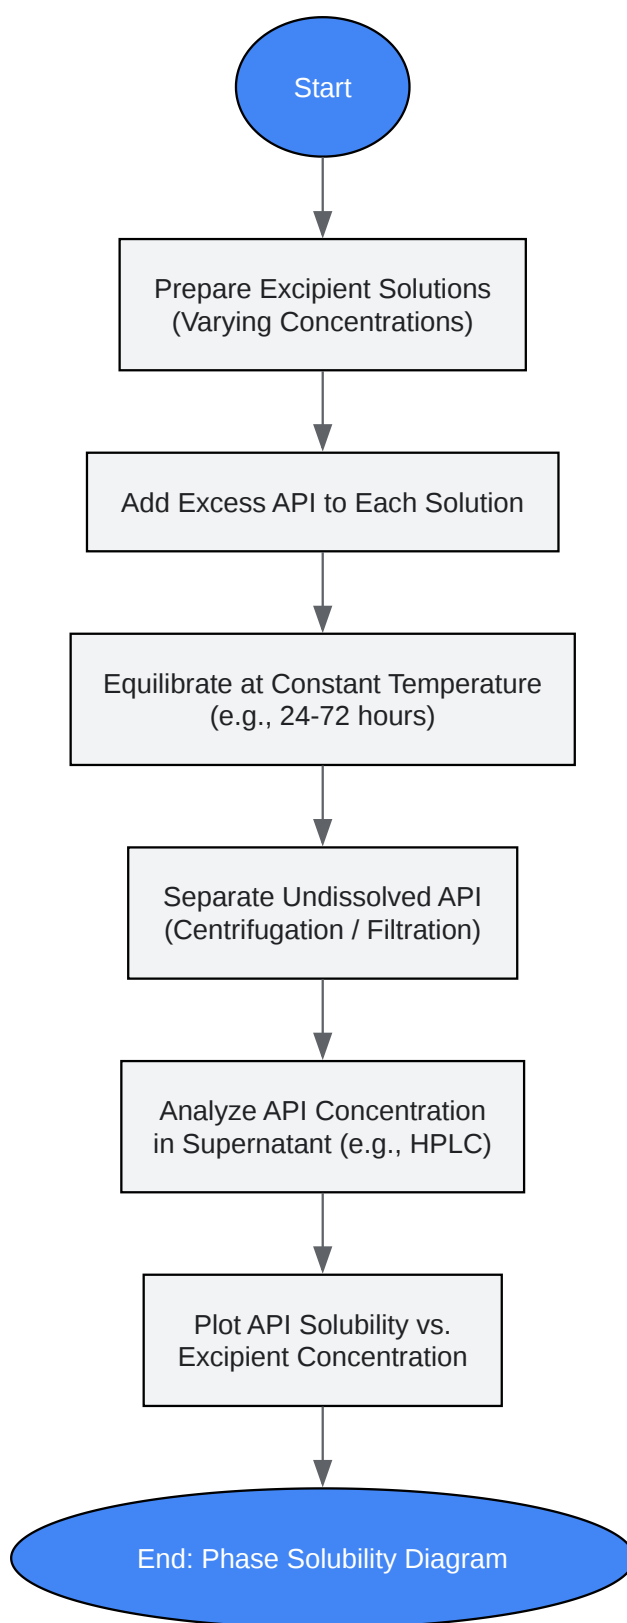 Start
Prepare Excipient Solutions
(Varying Concentrations)
Add Excess API to Each Solution
Equilibrate at Constant Temperature
(e.g., 24-72 hours)
Separate Undissolved API
(Centrifugation / Filtration)
Analyze API Concentration
in Supernatant (e.g., HPLC)
Plot API Solubility vs.
Excipient Concentration
End: Phase Solubility Diagram